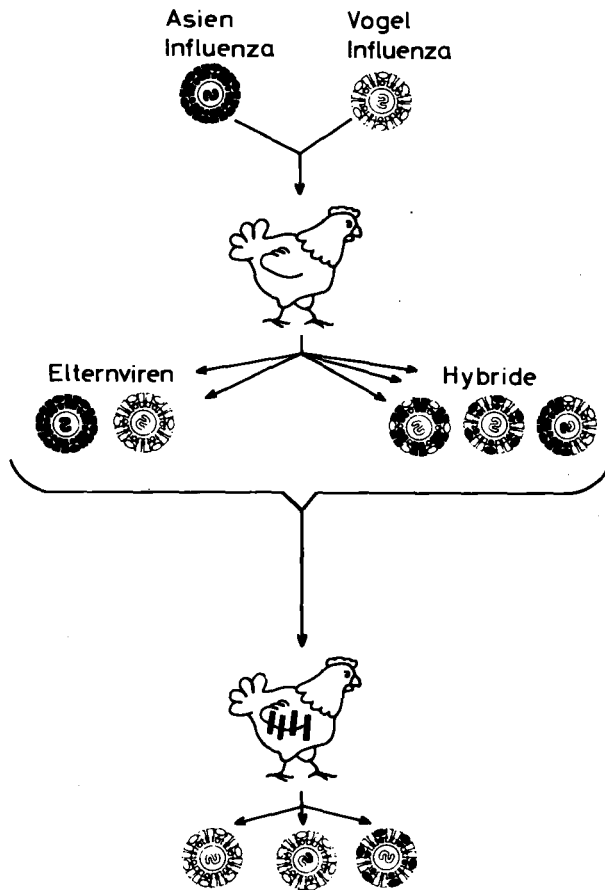 Asien
Influenza
Vogel
Influenza
Elternviren
Hybride